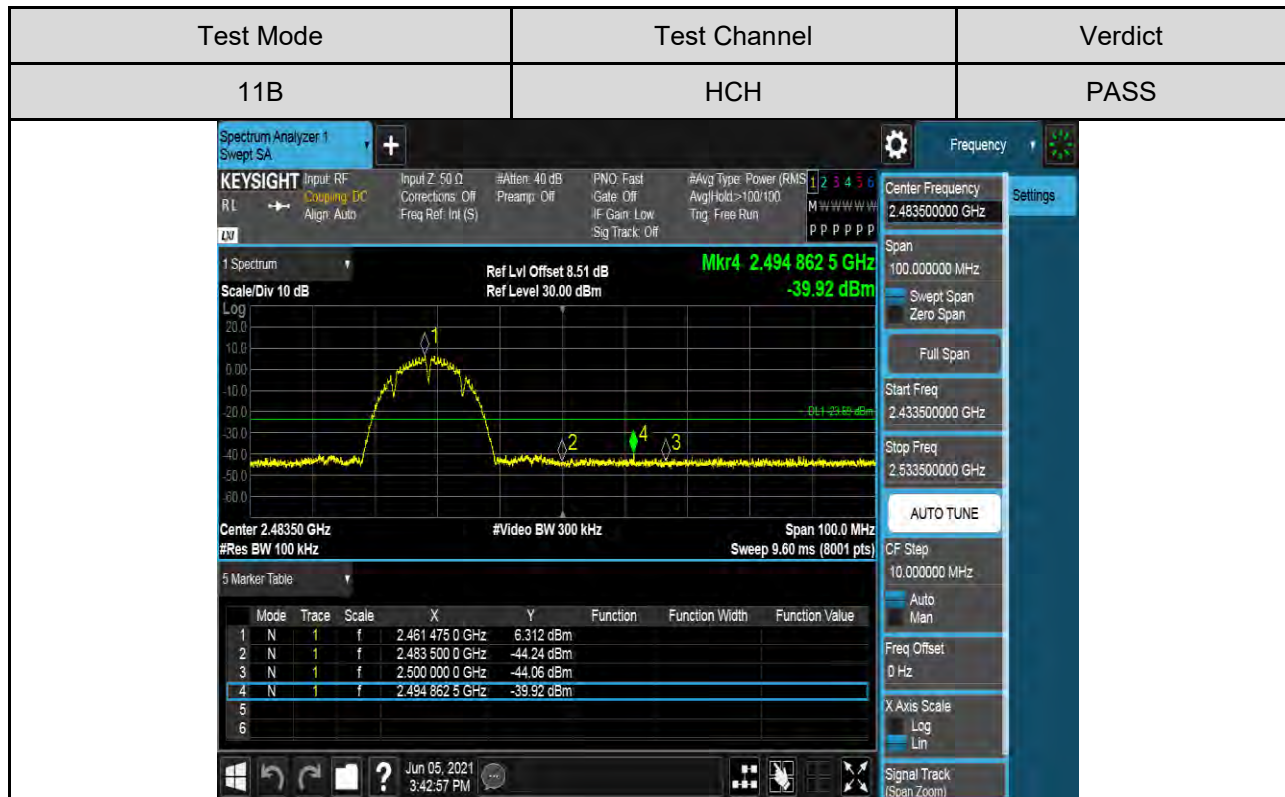 Test Mode Test Channel Verdict
11B HCH PASS
Spectrum Analyzer 1
Swept SA
+
Frequency
KEYSIGHT Input: RF Input Z: 50 Ω #Atten: 40 dB PNO: Fast #Avg Type: Power (RMS 1 2 3 4 5 6
RL Coupling: DC Corrections: Off Preamp: Off Gate: Off Avg|Hold:>100/100 M W W W W W
Align: Auto Freq Ref: Int (S) IF Gain: Low Trig: Free Run
LXI Sig Track: Off P P P P P P
1 Spectrum Ref Lvl Offset 8.51 dB Mkr4 2.494 862 5 GHz
Scale/Div 10 dB Ref Level 30.00 dBm -39.92 dBm
Log
20.0
10.0
0.00
-10.0
-20.0
-30.0
-40.0
-50.0
-60.0
1
2
4
3
DL1 -23.69 dBm
Center 2.48350 GHz #Video BW 300 kHz Span 100.0 MHz
#Res BW 100 kHz Sweep 9.60 ms (8001 pts)
5 Marker Table
Mode Trace Scale X Y Function Function Width Function Value
1 N 1 f 2.461 475 0 GHz 6.312 dBm
2 N 1 f 2.483 500 0 GHz -44.24 dBm
3 N 1 f 2.500 000 0 GHz -44.06 dBm
4 N 1 f 2.494 862 5 GHz -39.92 dBm
5
6
?
Jun 05, 2021
3:42:57 PM
Center Frequency
2.483500000 GHz
Settings
Span
100.000000 MHz
Swept Span
Zero Span
Full Span
Start Freq
2.433500000 GHz
Stop Freq
2.533500000 GHz
AUTO TUNE
CF Step
10.000000 MHz
Auto
Man
Freq Offset
0 Hz
X Axis Scale
Log
Lin
Signal Track
(Span Zoom)